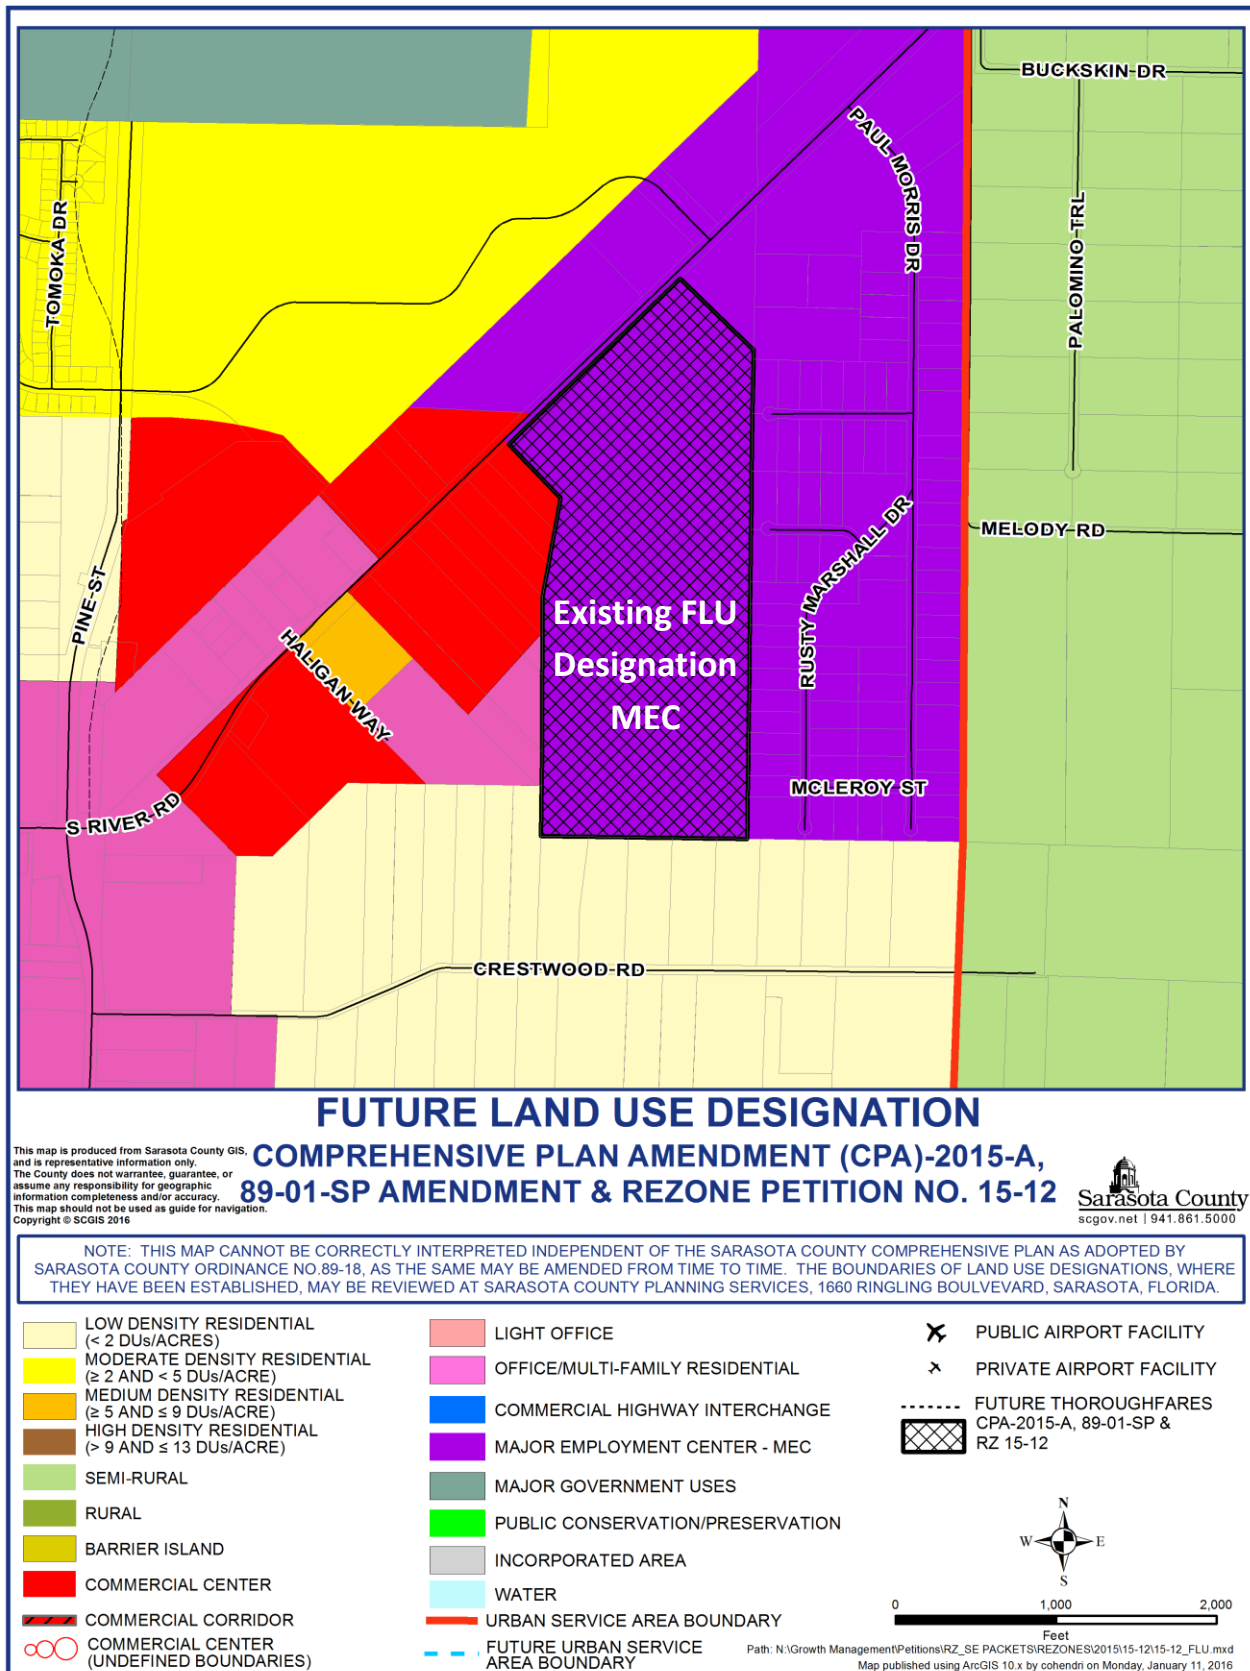 BUCKSKIN DR
PAUL MORRIS DR
PALOMINO TRL
TOMOKA DR
MELODY RD
RUSTY MARSHALL DR
PINE ST
HALIGAN WAY
Existing FLU
Designation
MEC
MCLEROY ST
S RIVER RD
CRESTWOOD RD
FUTURE LAND USE DESIGNATION
COMPREHENSIVE PLAN AMENDMENT (CPA)-2015-A,
89-01-SP AMENDMENT & REZONE PETITION NO. 15-12
This map is produced from Sarasota County GIS,
and is representative information only.
The County does not warrantee, guarantee, or
assume any responsibility for geographic
information completeness and/or accuracy.
This map should not be used as guide for navigation.
Copyright © SCGIS 2016
Sarasota County
scgov.net | 941.861.5000
NOTE: THIS MAP CANNOT BE CORRECTLY INTERPRETED INDEPENDENT OF THE SARASOTA COUNTY COMPREHENSIVE PLAN AS ADOPTED BY
SARASOTA COUNTY ORDINANCE NO.89-18, AS THE SAME MAY BE AMENDED FROM TIME TO TIME. THE BOUNDARIES OF LAND USE DESIGNATIONS, WHERE
THEY HAVE BEEN ESTABLISHED, MAY BE REVIEWED AT SARASOTA COUNTY PLANNING SERVICES, 1660 RINGLING BOULVEVARD, SARASOTA, FLORIDA.
LOW DENSITY RESIDENTIAL
(< 2 DUs/ACRES)
MODERATE DENSITY RESIDENTIAL
(≥ 2 AND < 5 DUs/ACRE)
MEDIUM DENSITY RESIDENTIAL
(≥ 5 AND ≤ 9 DUs/ACRE)
HIGH DENSITY RESIDENTIAL
(> 9 AND ≤ 13 DUs/ACRE)
SEMI-RURAL
RURAL
BARRIER ISLAND
COMMERCIAL CENTER
COMMERCIAL CORRIDOR
COMMERCIAL CENTER
(UNDEFINED BOUNDARIES)
LIGHT OFFICE
OFFICE/MULTI-FAMILY RESIDENTIAL
COMMERCIAL HIGHWAY INTERCHANGE
MAJOR EMPLOYMENT CENTER - MEC
MAJOR GOVERNMENT USES
PUBLIC CONSERVATION/PRESERVATION
INCORPORATED AREA
WATER
URBAN SERVICE AREA BOUNDARY
FUTURE URBAN SERVICE
AREA BOUNDARY
PUBLIC AIRPORT FACILITY
PRIVATE AIRPORT FACILITY
FUTURE THOROUGHFARES
CPA-2015-A, 89-01-SP &
RZ 15-12
N
W E
S
0 1,000 2,000
Feet
Path: N:\Growth Management\Petitions\RZ_SE PACKETS\REZONES\2015\15-12\15-12_FLU.mxd
Map published using ArcGIS 10.x by cohendri on Monday, January 11, 2016